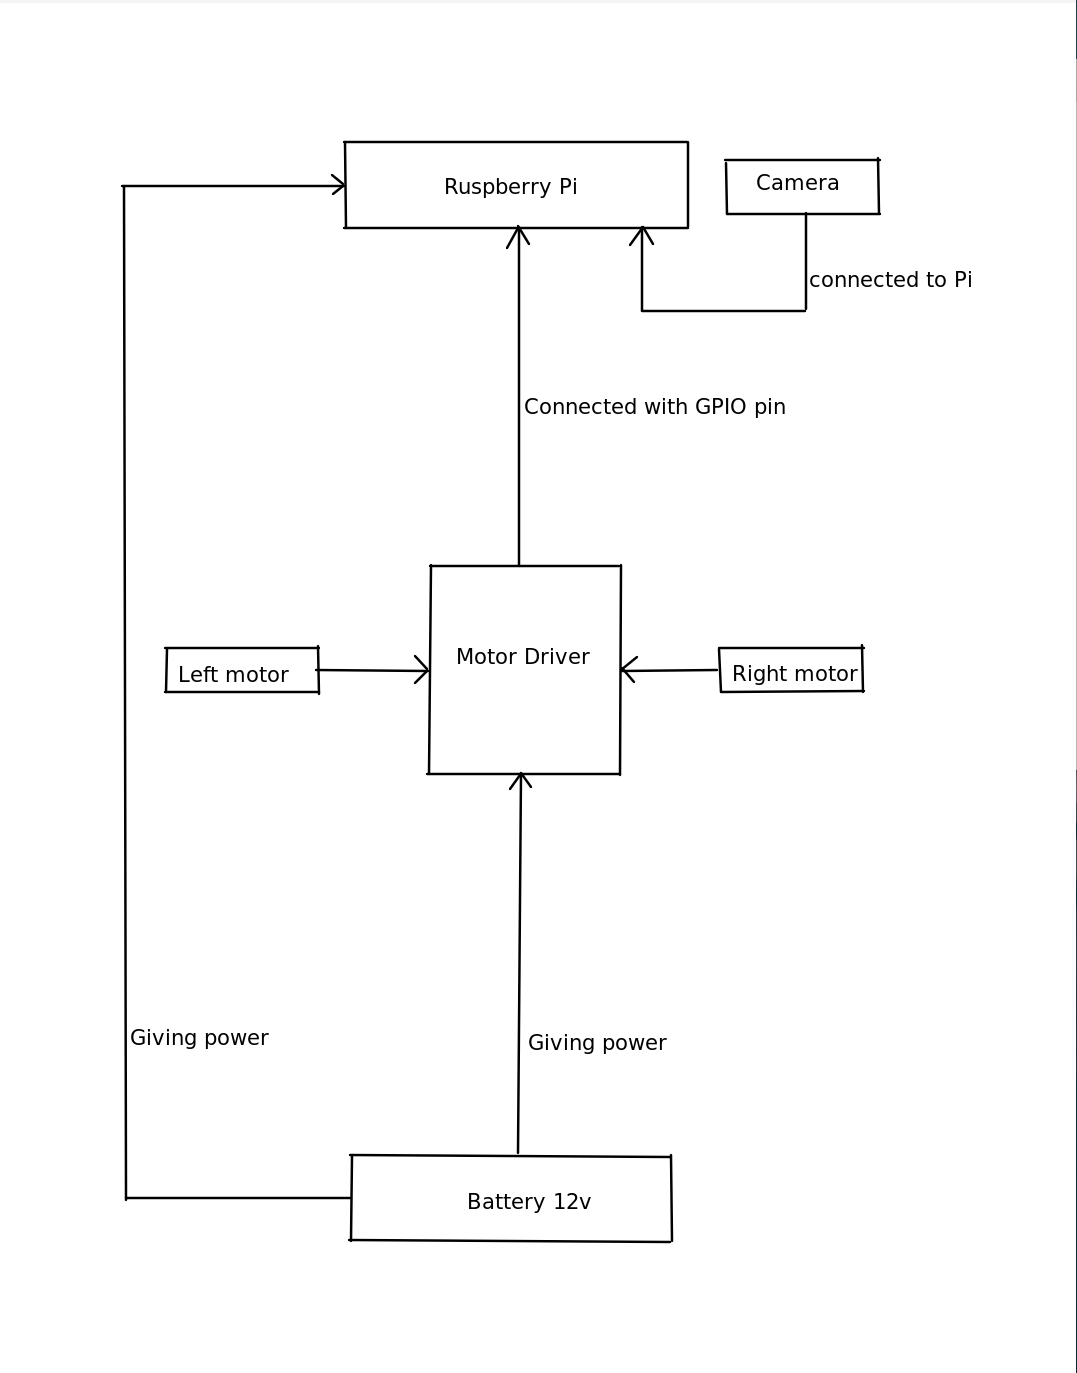 Ruspberry Pi
Camera
connected to Pi
Connected with GPIO pin
Motor Driver
Left motor
Right motor
Giving power
Giving power
Battery 12v